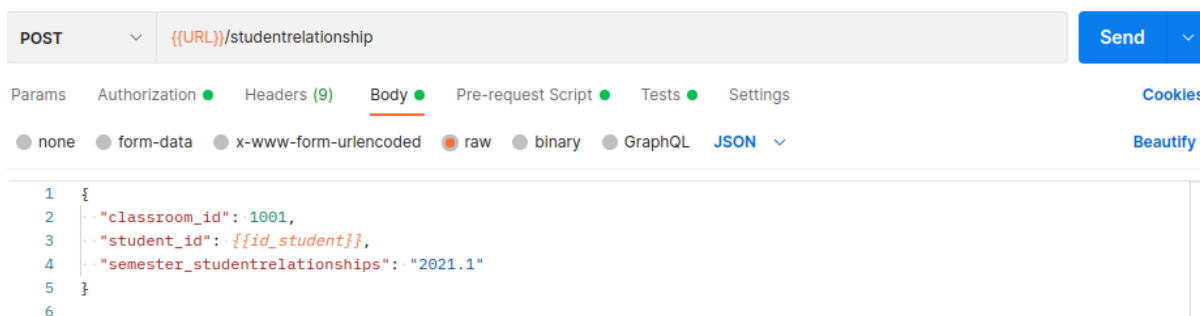 POST {{URL}}/studentrelationship Send
Params Authorization Headers (9) Body Pre-request Script Tests Settings Cookies
none form-data x-www-form-urlencoded raw binary GraphQL JSON Beautify
1 {
2 "classroom_id": 1001,
3 "student_id": {{id_student}},
4 "semester_studentrelationships": "2021.1"
5 }
6